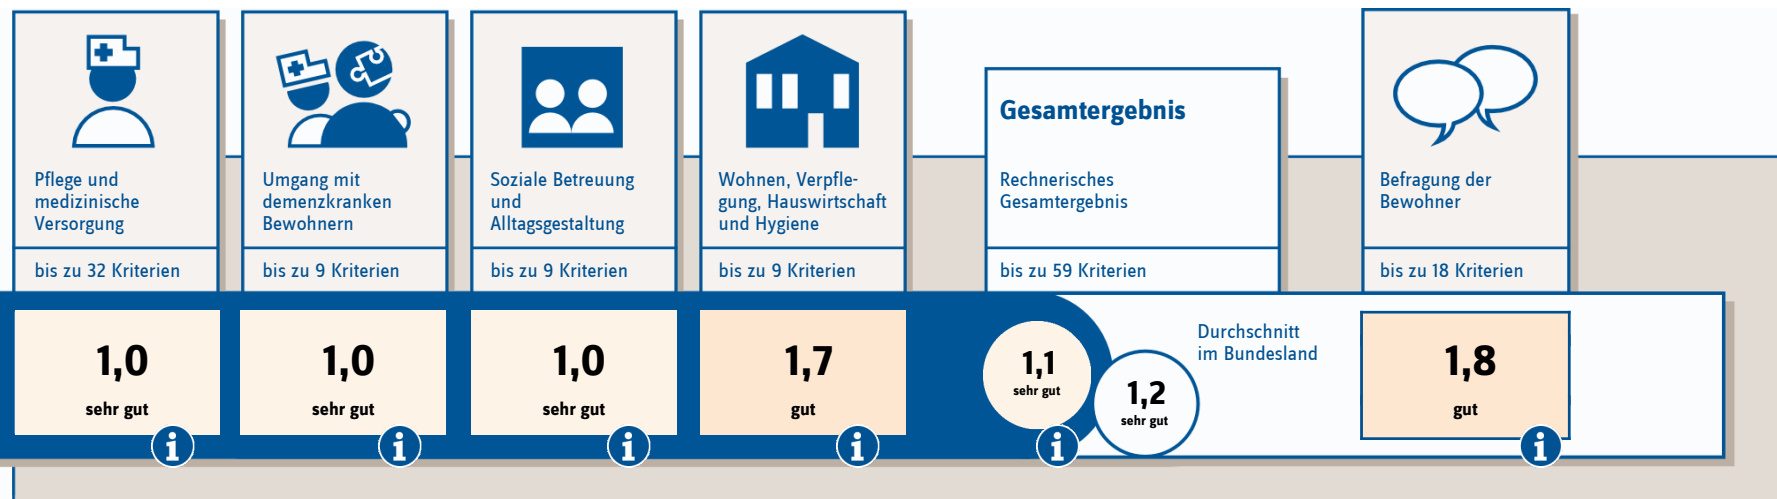 Pflege und
medizinische
Versorgung
bis zu 32 Kriterien
1,0
sehr gut
Umgang mit
demenzkranken
Bewohnern
bis zu 9 Kriterien
1,0
sehr gut
Soziale Betreuung
und
Alltagsgestaltung
bis zu 9 Kriterien
1,0
sehr gut
Wohnen, Verpfle-
gung, Hauswirtschaft
und Hygiene
bis zu 9 Kriterien
1,7
gut
Gesamtergebnis
Rechnerisches
Gesamtergebnis
bis zu 59 Kriterien
1,1
sehr gut
1,2
sehr gut
Durchschnitt
im Bundesland
Befragung der
Bewohner
bis zu 18 Kriterien
1,8
gut